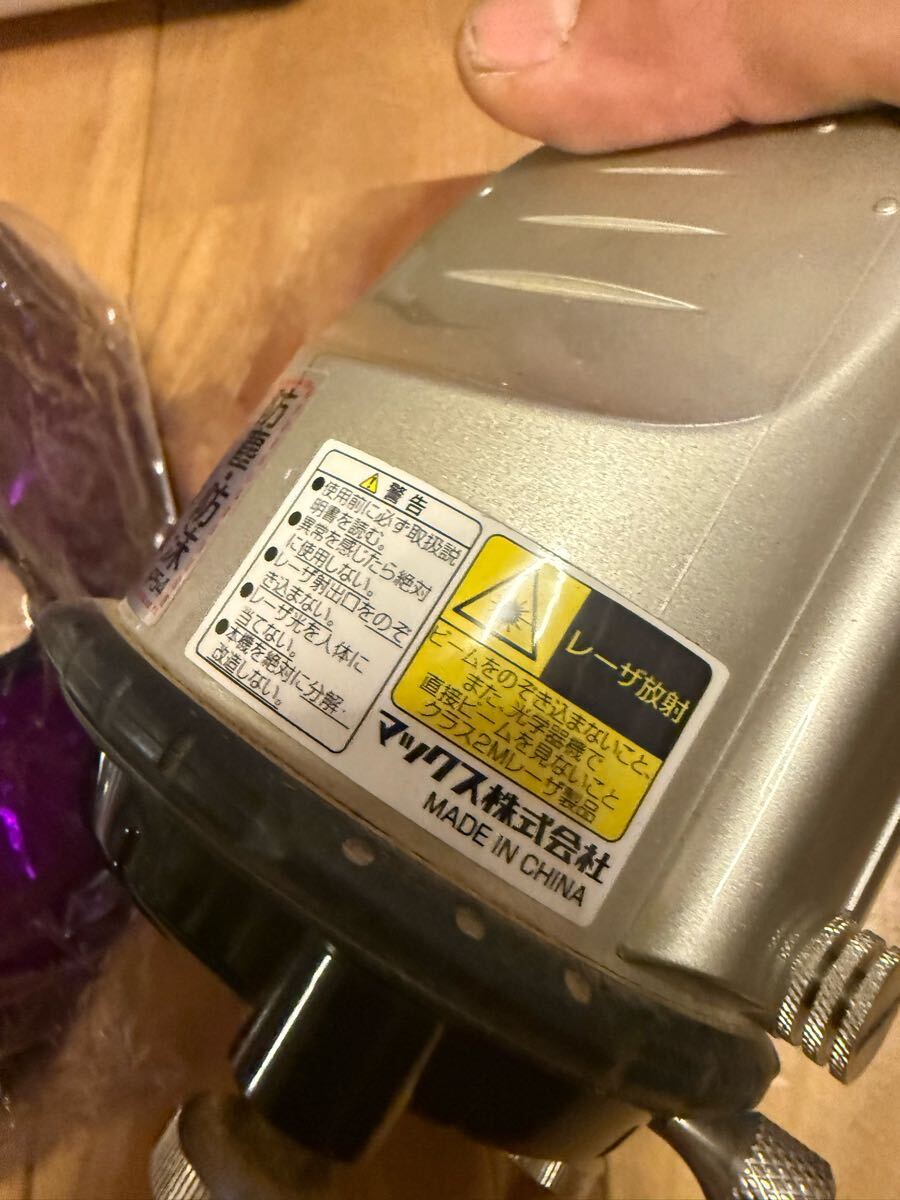 防塵・防沫
IP54
警告
●使用前に必ず取扱説
明書を読む。
●異常を感じたら絶対
に使用しない。
●レーザ射出口をのぞ
き込まない。
●レーザ光を人体に
当てない。
●本機を絶対に分解・
改造しない。
レーザ放射
ビームをのぞき込まないこと、
また、光学器機で
直接ビームを見ないこと
クラス2Mレーザ製品
マックス株式会社
MADE IN CHINA